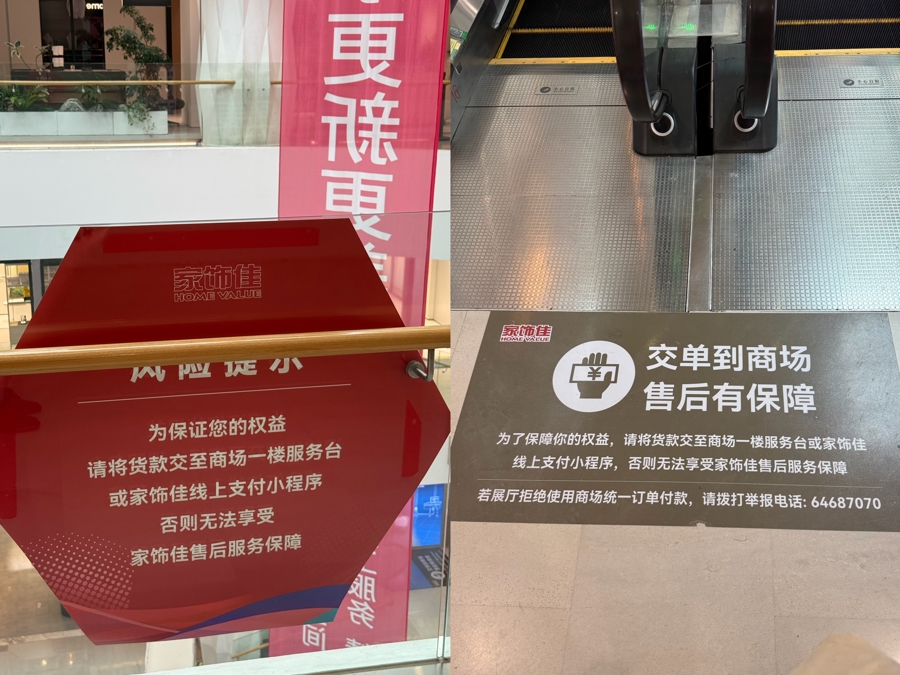 更新更
家饰佳
HOME VALUE
风险提示
为保证您的权益
请将货款交至商场一楼服务台
或家饰佳线上支付小程序
否则无法享受
家饰佳售后服务保障
服务
间
家饰佳
HOME VALUE
交单到商场
售后有保障
¥
为了保障你的权益，请将货款交至商场一楼服务台或家饰佳
线上支付小程序，否则无法享受家饰佳售后服务保障
若展厅拒绝使用商场统一订单付款，请拨打举报电话: 64687070